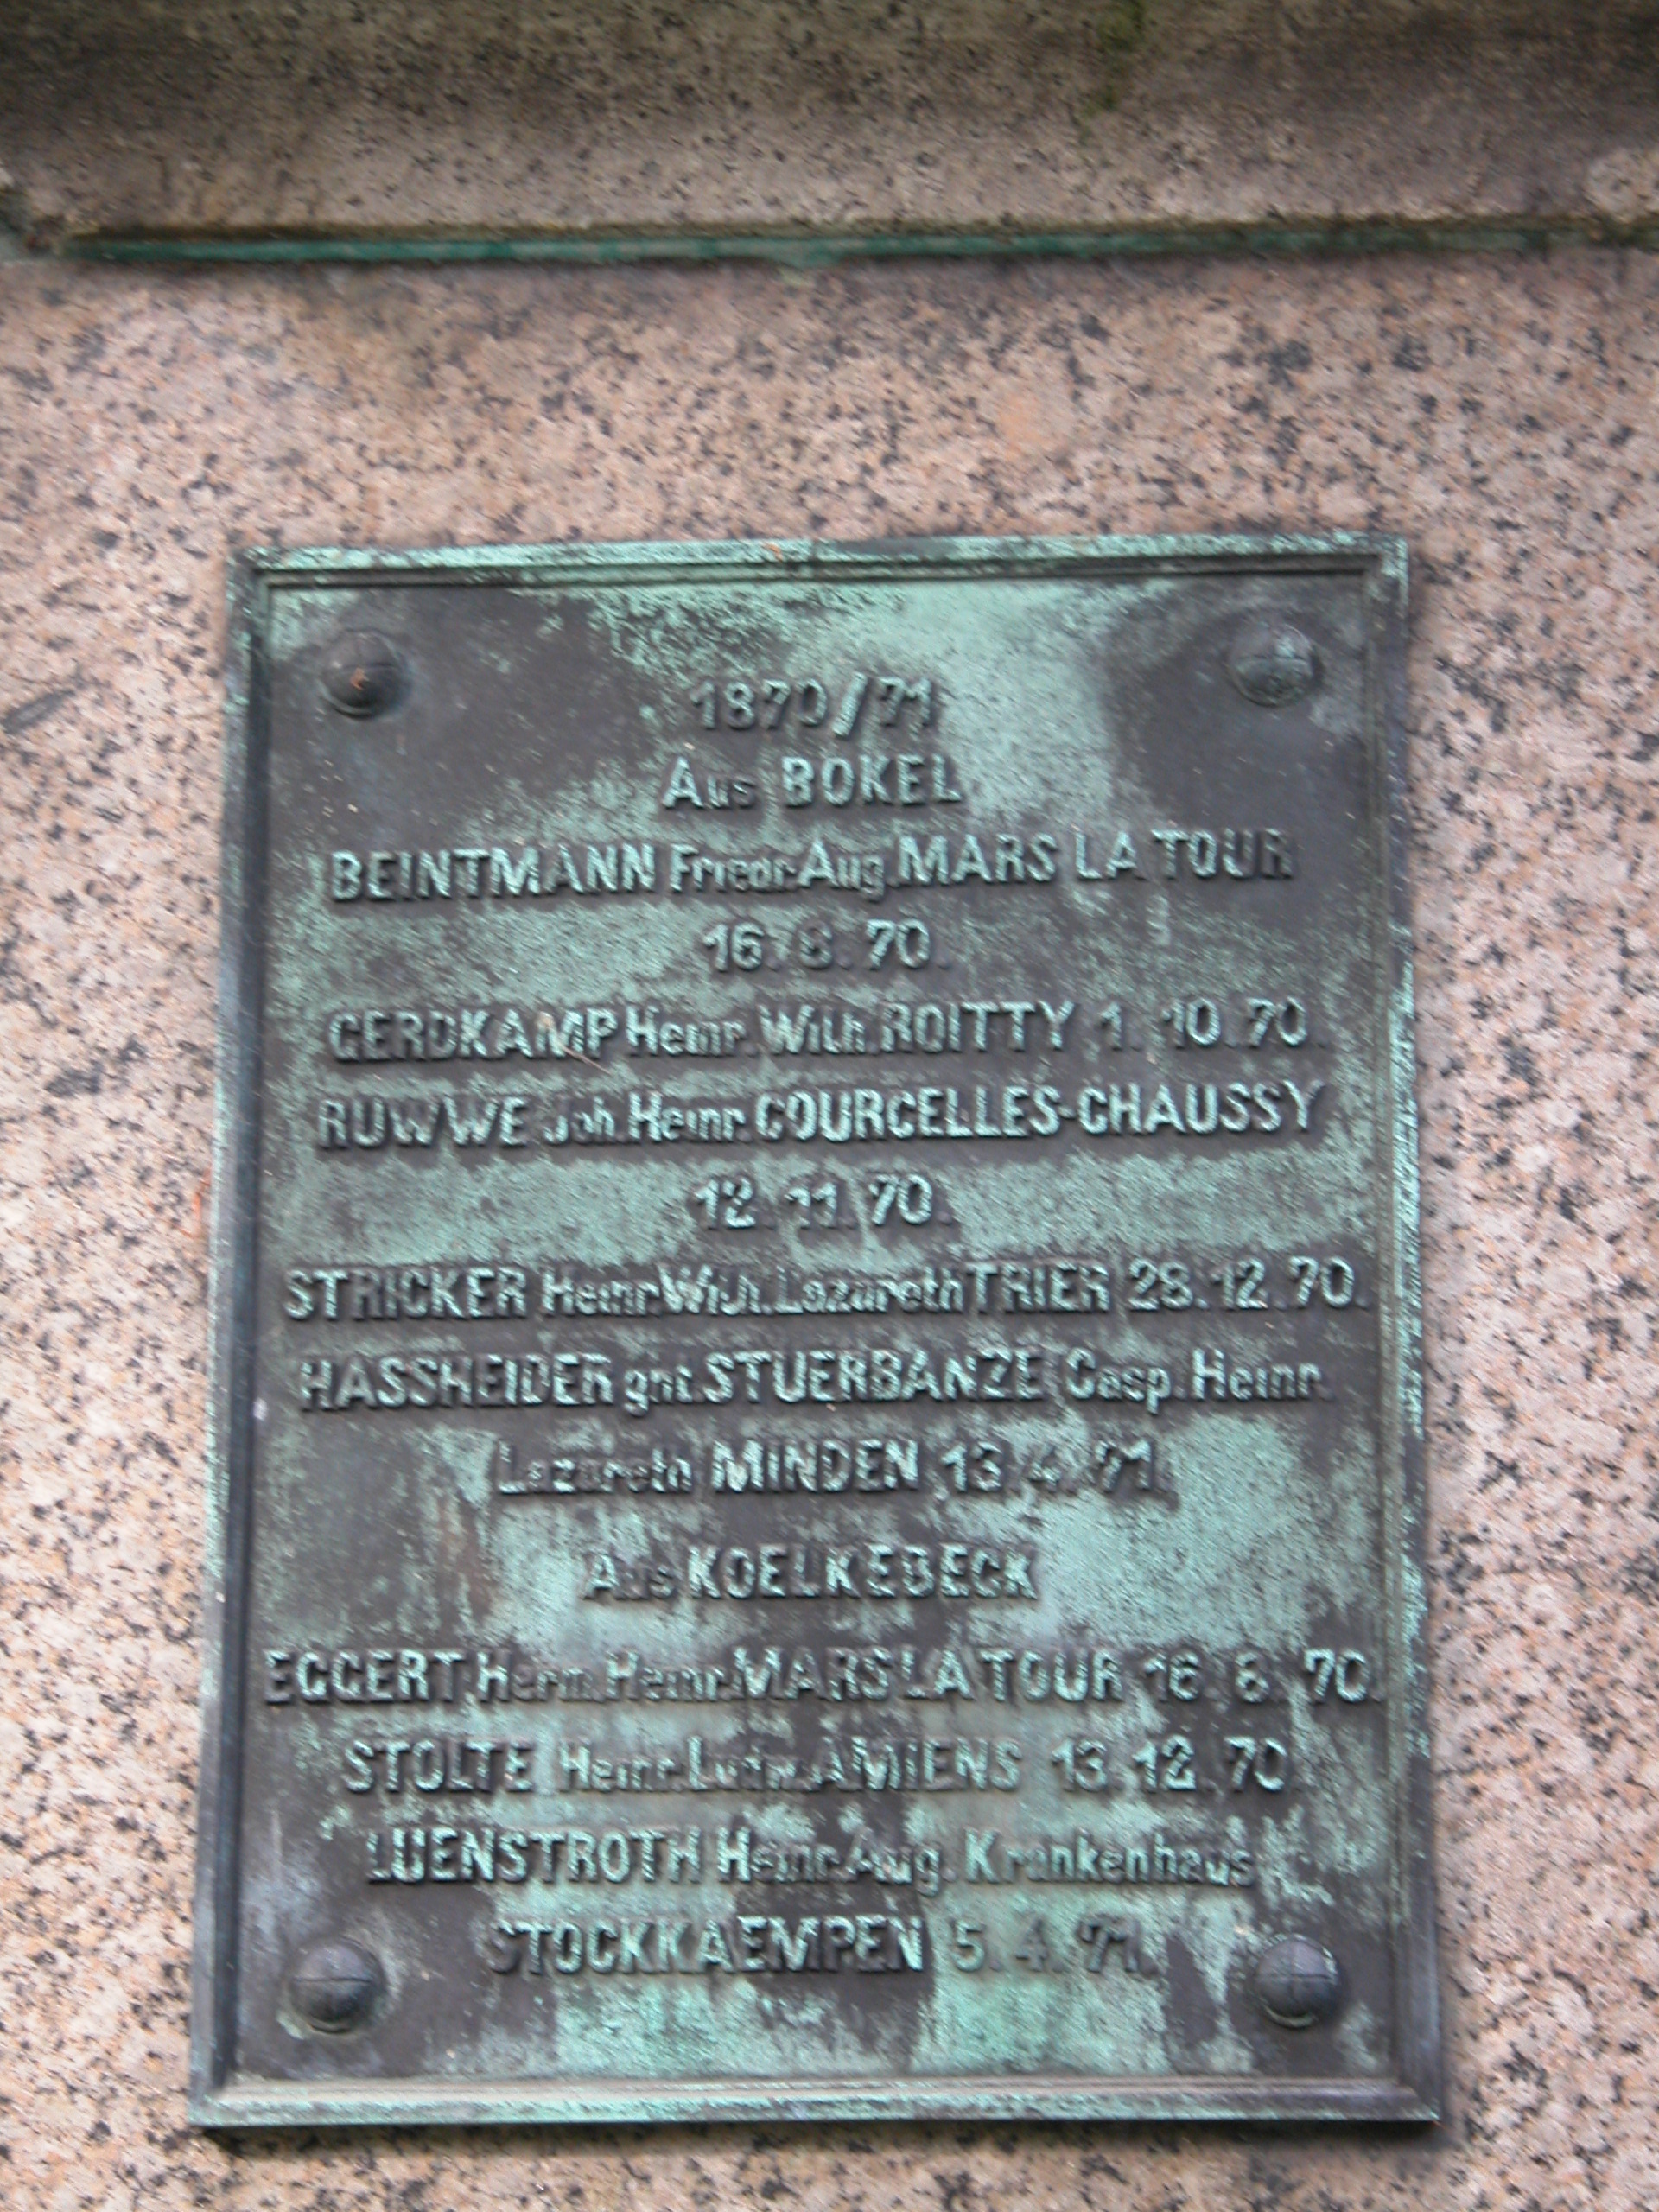 1870/71
Aus BOKEL
BEINTMANN Friedr. Aug. MARS LA TOUR
16. 8. 70.
GERDKAMP Heinr. Wilh. ROITTY 1. 10. 70.
RUWWE Joh. Heinr. COURCELLES-CHAUSSY
12. 11. 70.
STRICKER Heinr. Wilh. Lazareth TRIER 28. 12. 70.
HASSHEIDER gnt. STUERBANZE Casp. Heinr.
Lazareth MINDEN 13. 4. 71.
Aus KOELKEBECK
EGGERT Herm. Heinr. MARS LA TOUR 16. 8. 70.
STOLTE Heinr. Ludw. AMIENS 13. 12. 70
LUENSTROTH Heinr. Aug. Krankenhaus
STOCKKAEMPEN 5. 4. 71.